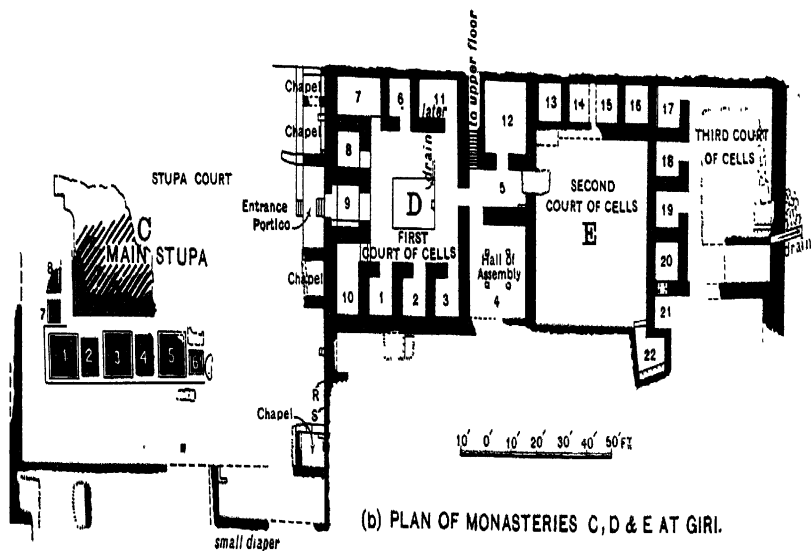 Chapel
7
6
11
later
to upper floor
13
14
15
16
17
12
Chapel
drain
THIRD COURT
OF CELLS
8
18
STUPA COURT
5
SECOND
COURT OF CELLS
9
D
19
Entrance
Portico
C
MAIN STUPA
FIRST
COURT OF CELLS
E
Hall of
Assembly
drain
8
Chapel
20
10
1
2
3
4
7
21
1
2
3
4
5
6
22
R
S
Chapel
10' 0' 10' 20' 30' 40' 50' FT
(b) PLAN OF MONASTERIES C, D & E AT GIRI.
small diaper